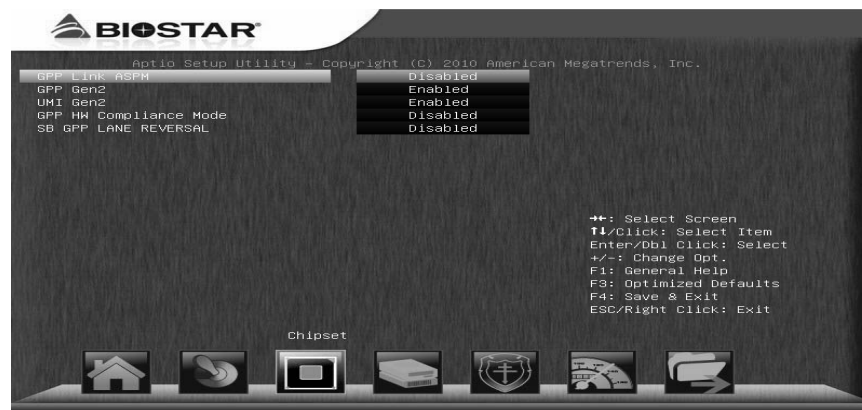 BIOSTAR
Aptio Setup Utility - Copyright (C) 2010 American Megatrends, Inc.
GPP Link ASPM Disabled
GPP Gen2 Enabled
UMI Gen2 Enabled
GPP HW Compliance Mode Disabled
SB GPP LANE REVERSAL Disabled
→←: Select Screen
↑↓/Click: Select Item
Enter/Dbl Click: Select
+/-: Change Opt.
F1: General Help
F3: Optimized Defaults
F4: Save & Exit
ESC/Right Click: Exit
Chipset